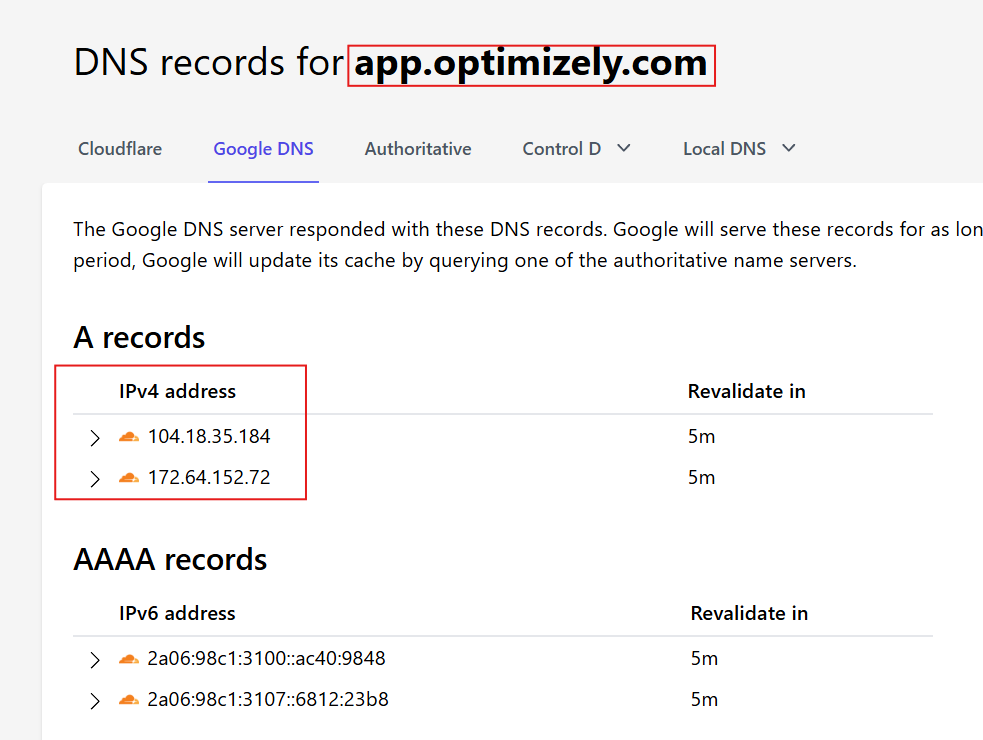 DNS records for app.optimizely.com
Cloudflare Google DNS Authoritative Control D Local DNS
The Google DNS server responded with these DNS records. Google will serve these records for as lon
period, Google will update its cache by querying one of the authoritative name servers.
A records
IPv4 address Revalidate in
104.18.35.184 5m
172.64.152.72 5m
AAAA records
IPv6 address Revalidate in
2a06:98c1:3100::ac40:9848 5m
2a06:98c1:3107::6812:23b8 5m